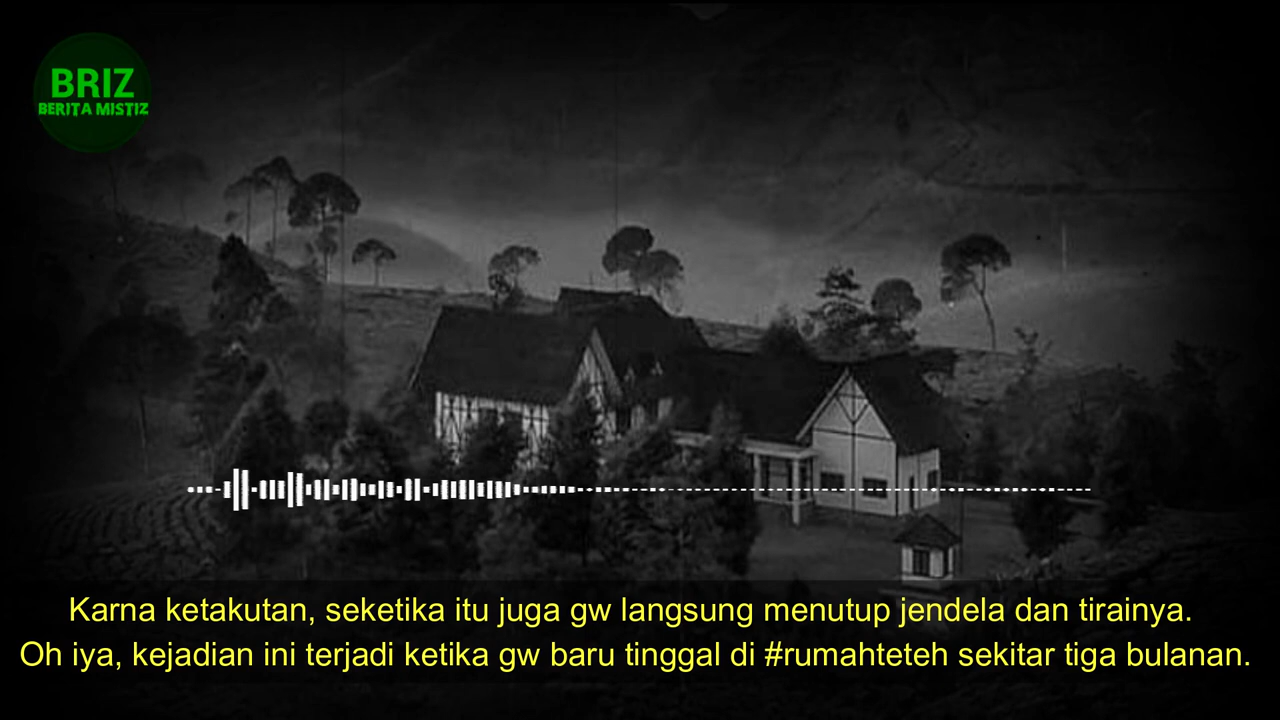 BRIZ
BERITA MISTIZ
Karna ketakutan, seketika itu juga gw langsung menutup jendela dan tirainya.
Oh iya, kejadian ini terjadi ketika gw baru tinggal di #rumahteteh sekitar tiga bulanan.